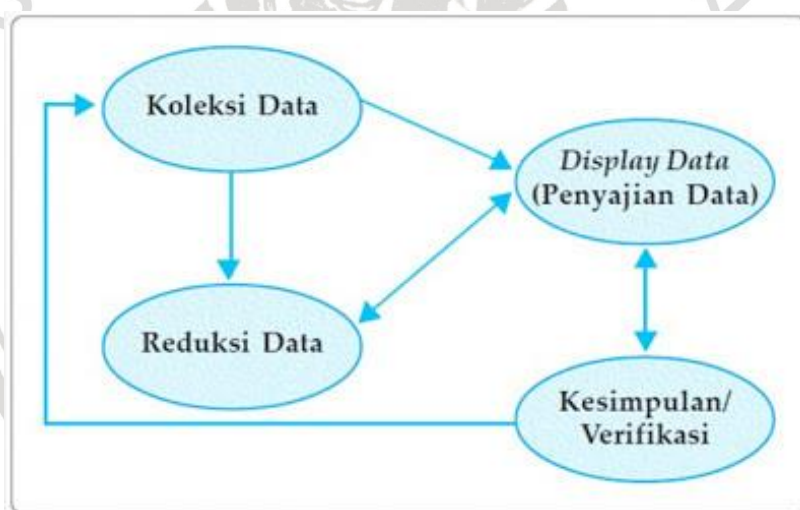 Koleksi Data
Display Data
(Penyajian Data)
Reduksi Data
Kesimpulan/
Verifikasi